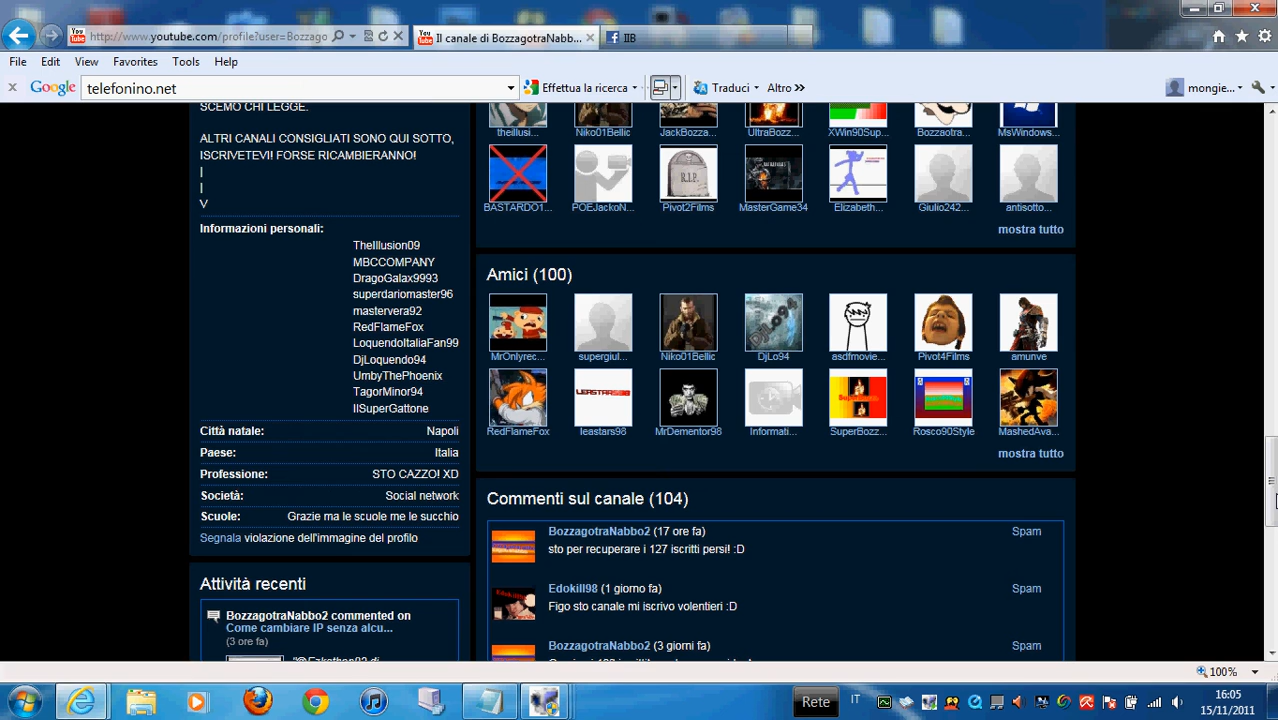 http://www.youtube.com/profile?user=Bozzago
Il canale di BozzagotraNabb...
IIB
File Edit View Favorites Tools Help
Google
telefonino.net
Effettua la ricerca
Traduci
Altro »
mongie...
SCEMO CHI LEGGE.
ALTRI CANALI CONSIGLIATI SONO QUI SOTTO,
ISCRIVETEVI! FORSE RICAMBIERANNO!
|
|
V
Informazioni personali:
TheIllusion09
MBCCOMPANY
DragoGalax9993
superdariomaster96
mastervera92
RedFlameFox
LoquendoItaliaFan99
DjLoquendo94
UmbyThePhoenix
TagorMinor94
IlSuperGattone
Città natale: Napoli
Paese: Italia
Professione: STO CAZZO! XD
Società: Social network
Scuole: Grazie ma le scuole me le succhio
Segnala violazione dell'immagine del profilo
Attività recenti
BozzagotraNabbo2 commented on
Come cambiare IP senza alcu...
(3 ore fa)
theillusi... Niko01Bellic JackBozza... UltraBozz... XWin90Sup... Bozzaotra... MsWindows...
R.I.P.
BASTARDO1... POEJackoN... Pivot2Films MasterGame34 Elizabeth... Giulio242... antisotto...
mostra tutto
Amici (100)
MrOnlyrec... supergiul... Niko01Bellic DjLo94 asdfmovie... Pivot4Films amunve
RedFlameFox leastars98 MrDementor98 Informati... SuperBozz... Rosco90Style MashedAva...
mostra tutto
Commenti sul canale (104)
BozzagotraNabbo2 (17 ore fa) Spam
sto per recuperare i 127 iscritti persi! :D
Edokill98 (1 giorno fa) Spam
Figo sto canale mi iscrivo volentieri :D
BozzagotraNabbo2 (3 giorni fa) Spam
100%
Rete
IT
16:05
15/11/2011